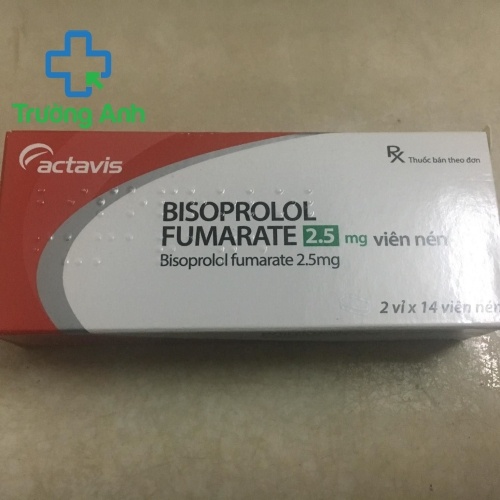 Trường Anh
actavis
Rx Thuốc bán theo đơn
BISOPROLOL
FUMARATE 2.5 mg viên nén
Bisoprolol fumarate 2.5mg
2 vỉ x 14 viên nén